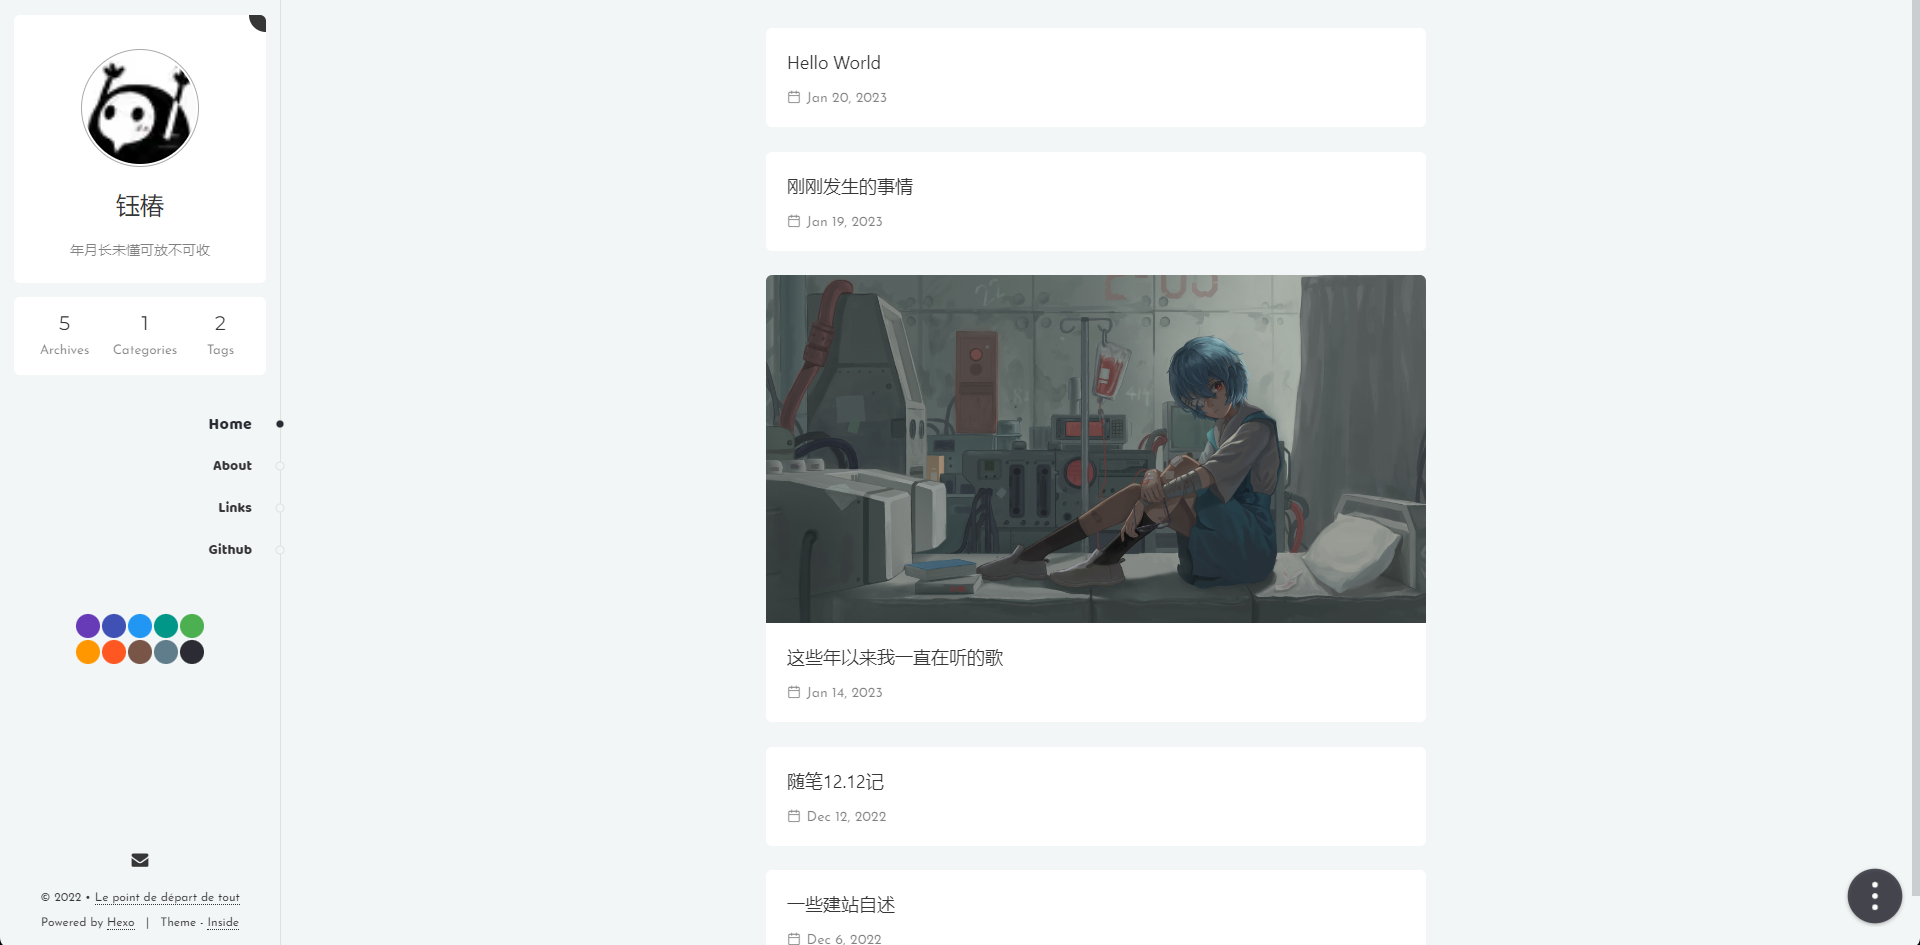 钰椿
年月长未懂可放不可收
5 1 2
Archives Categories Tags
Home
About
Links
Github
© 2022 • Le point de départ de tout
Powered by Hexo | Theme - Inside
Hello World
Jan 20, 2023
刚刚发生的事情
Jan 19, 2023
这些年以来我一直在听的歌
Jan 14, 2023
随笔12.12记
Dec 12, 2022
一些建站自述
Dec 6, 2022